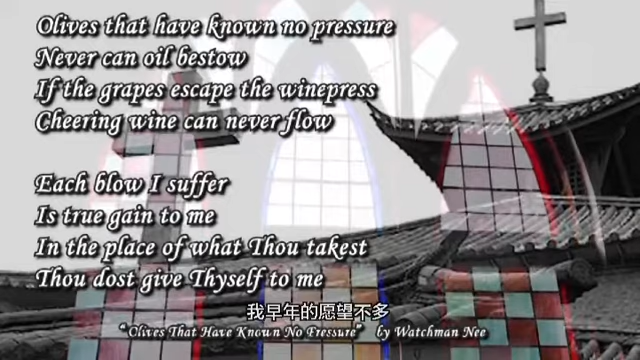 Olives that have known no pressure
Never can oil bestow
If the grapes escape the winepress
Cheering wine can never flow
Each blow I suffer
Is true gain to me
In the place of what Thou takest
Thou dost give Thyself to me
我早年的愿望不多
"Olives That Have Known No Pressure" by Watchman Nee